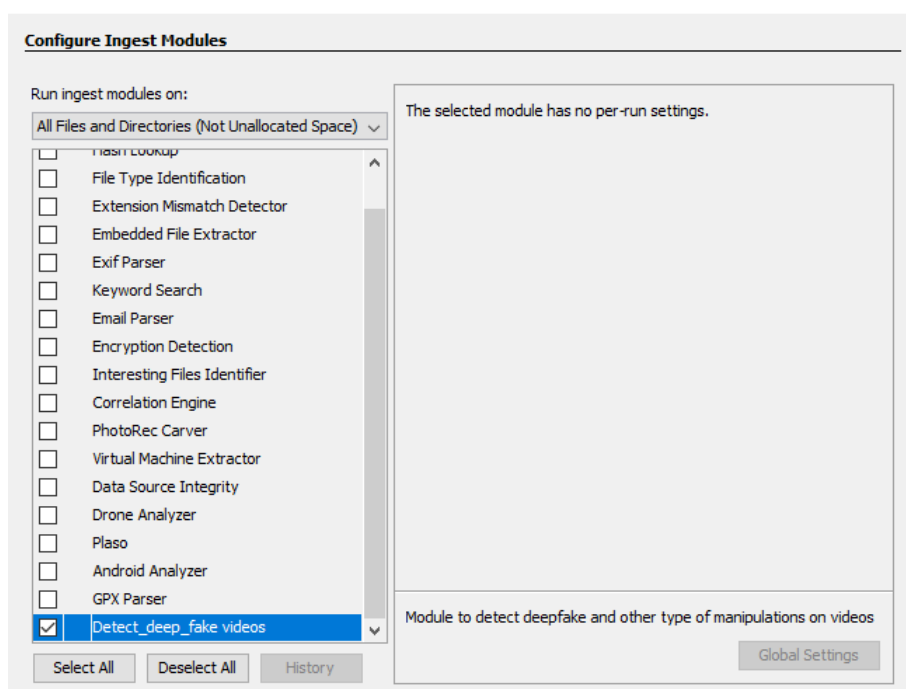 Configure Ingest Modules
Run ingest modules on:
All Files and Directories (Not Unallocated Space)
Hash Lookup
File Type Identification
Extension Mismatch Detector
Embedded File Extractor
Exif Parser
Keyword Search
Email Parser
Encryption Detection
Interesting Files Identifier
Correlation Engine
PhotoRec Carver
Virtual Machine Extractor
Data Source Integrity
Drone Analyzer
Plaso
Android Analyzer
GPX Parser
Detect_deep_fake videos
Select All Deselect All History
The selected module has no per-run settings.
Module to detect deepfake and other type of manipulations on videos
Global Settings